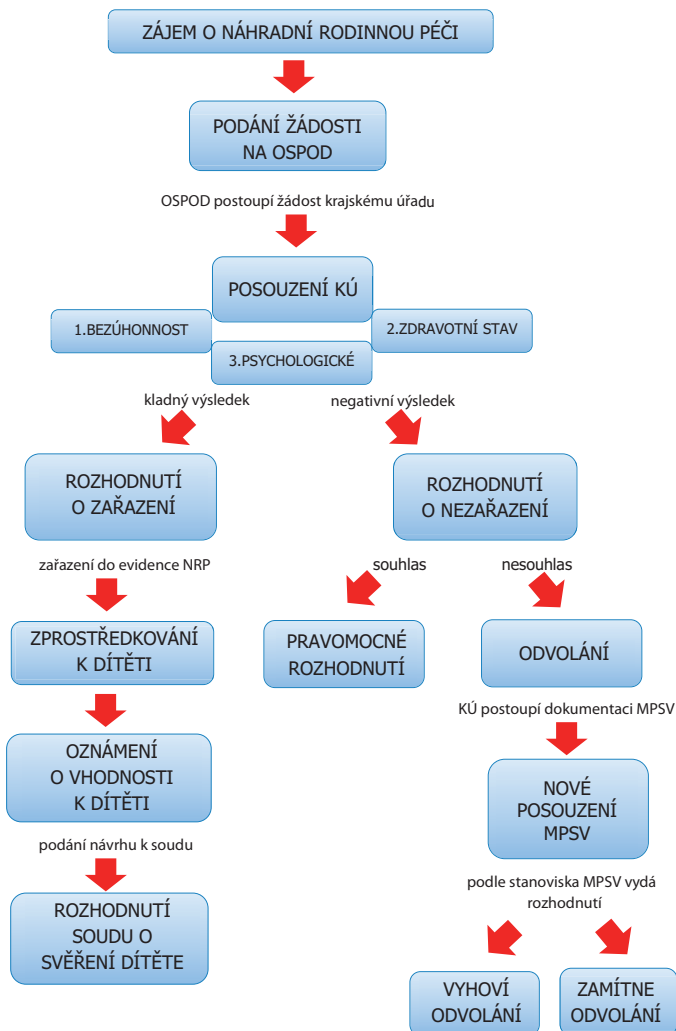 ZÁJEM O NÁHRADNÍ RODINNOU PÉČI
PODÁNÍ ŽÁDOSTI
NA OSPOD
OSPOD postoupí žádost krajskému úřadu
POSOUZENÍ KÚ
1.BEZÚHONNOST
2.ZDRAVOTNÍ STAV
3.PSYCHOLOGICKÉ
kladný výsledek
negativní výsledek
ROZHODNUTÍ
O ZAŘAZENÍ
ROZHODNUTÍ
O NEZAŘAZENÍ
zařazení do evidence NRP
souhlas
nesouhlas
ZPROSTŘEDKOVÁNÍ
K DÍTĚTI
PRAVOMOCNÉ
ROZHODNUTÍ
ODVOLÁNÍ
KÚ postoupí dokumentaci MPSV
OZNÁMENÍ
O VHODNOSTI
K DÍTĚTI
NOVÉ
POSOUZENÍ
MPSV
podání návrhu k soudu
podle stanoviska MPSV vydá
rozhodnutí
ROZHODNUTÍ
SOUDU O
SVĚŘENÍ DÍTĚTE
VYHOVÍ
ODVOLÁNÍ
ZAMÍTNE
ODVOLÁNÍ